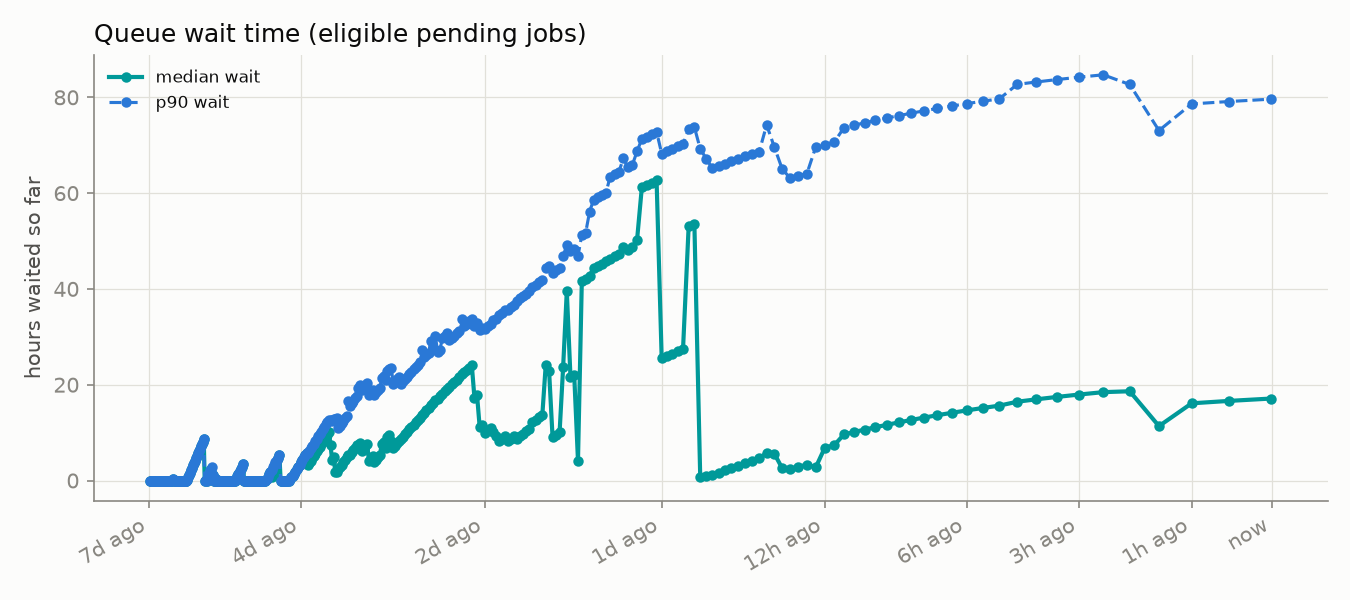 Queue wait time (eligible pending jobs)
median wait
p90 wait
hours waited so far
80
60
40
20
0
7d ago
4d ago
2d ago
1d ago
12h ago
6h ago
3h ago
1h ago
now